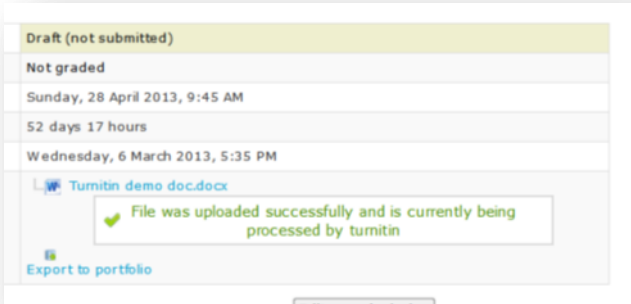 Draft (not submitted)
Not graded
Sunday, 28 April 2013, 9:45 AM
52 days 17 hours
Wednesday, 6 March 2013, 5:35 PM
Turnitin demo doc.docx
File was uploaded successfully and is currently being
processed by turnitin
Export to portfolio